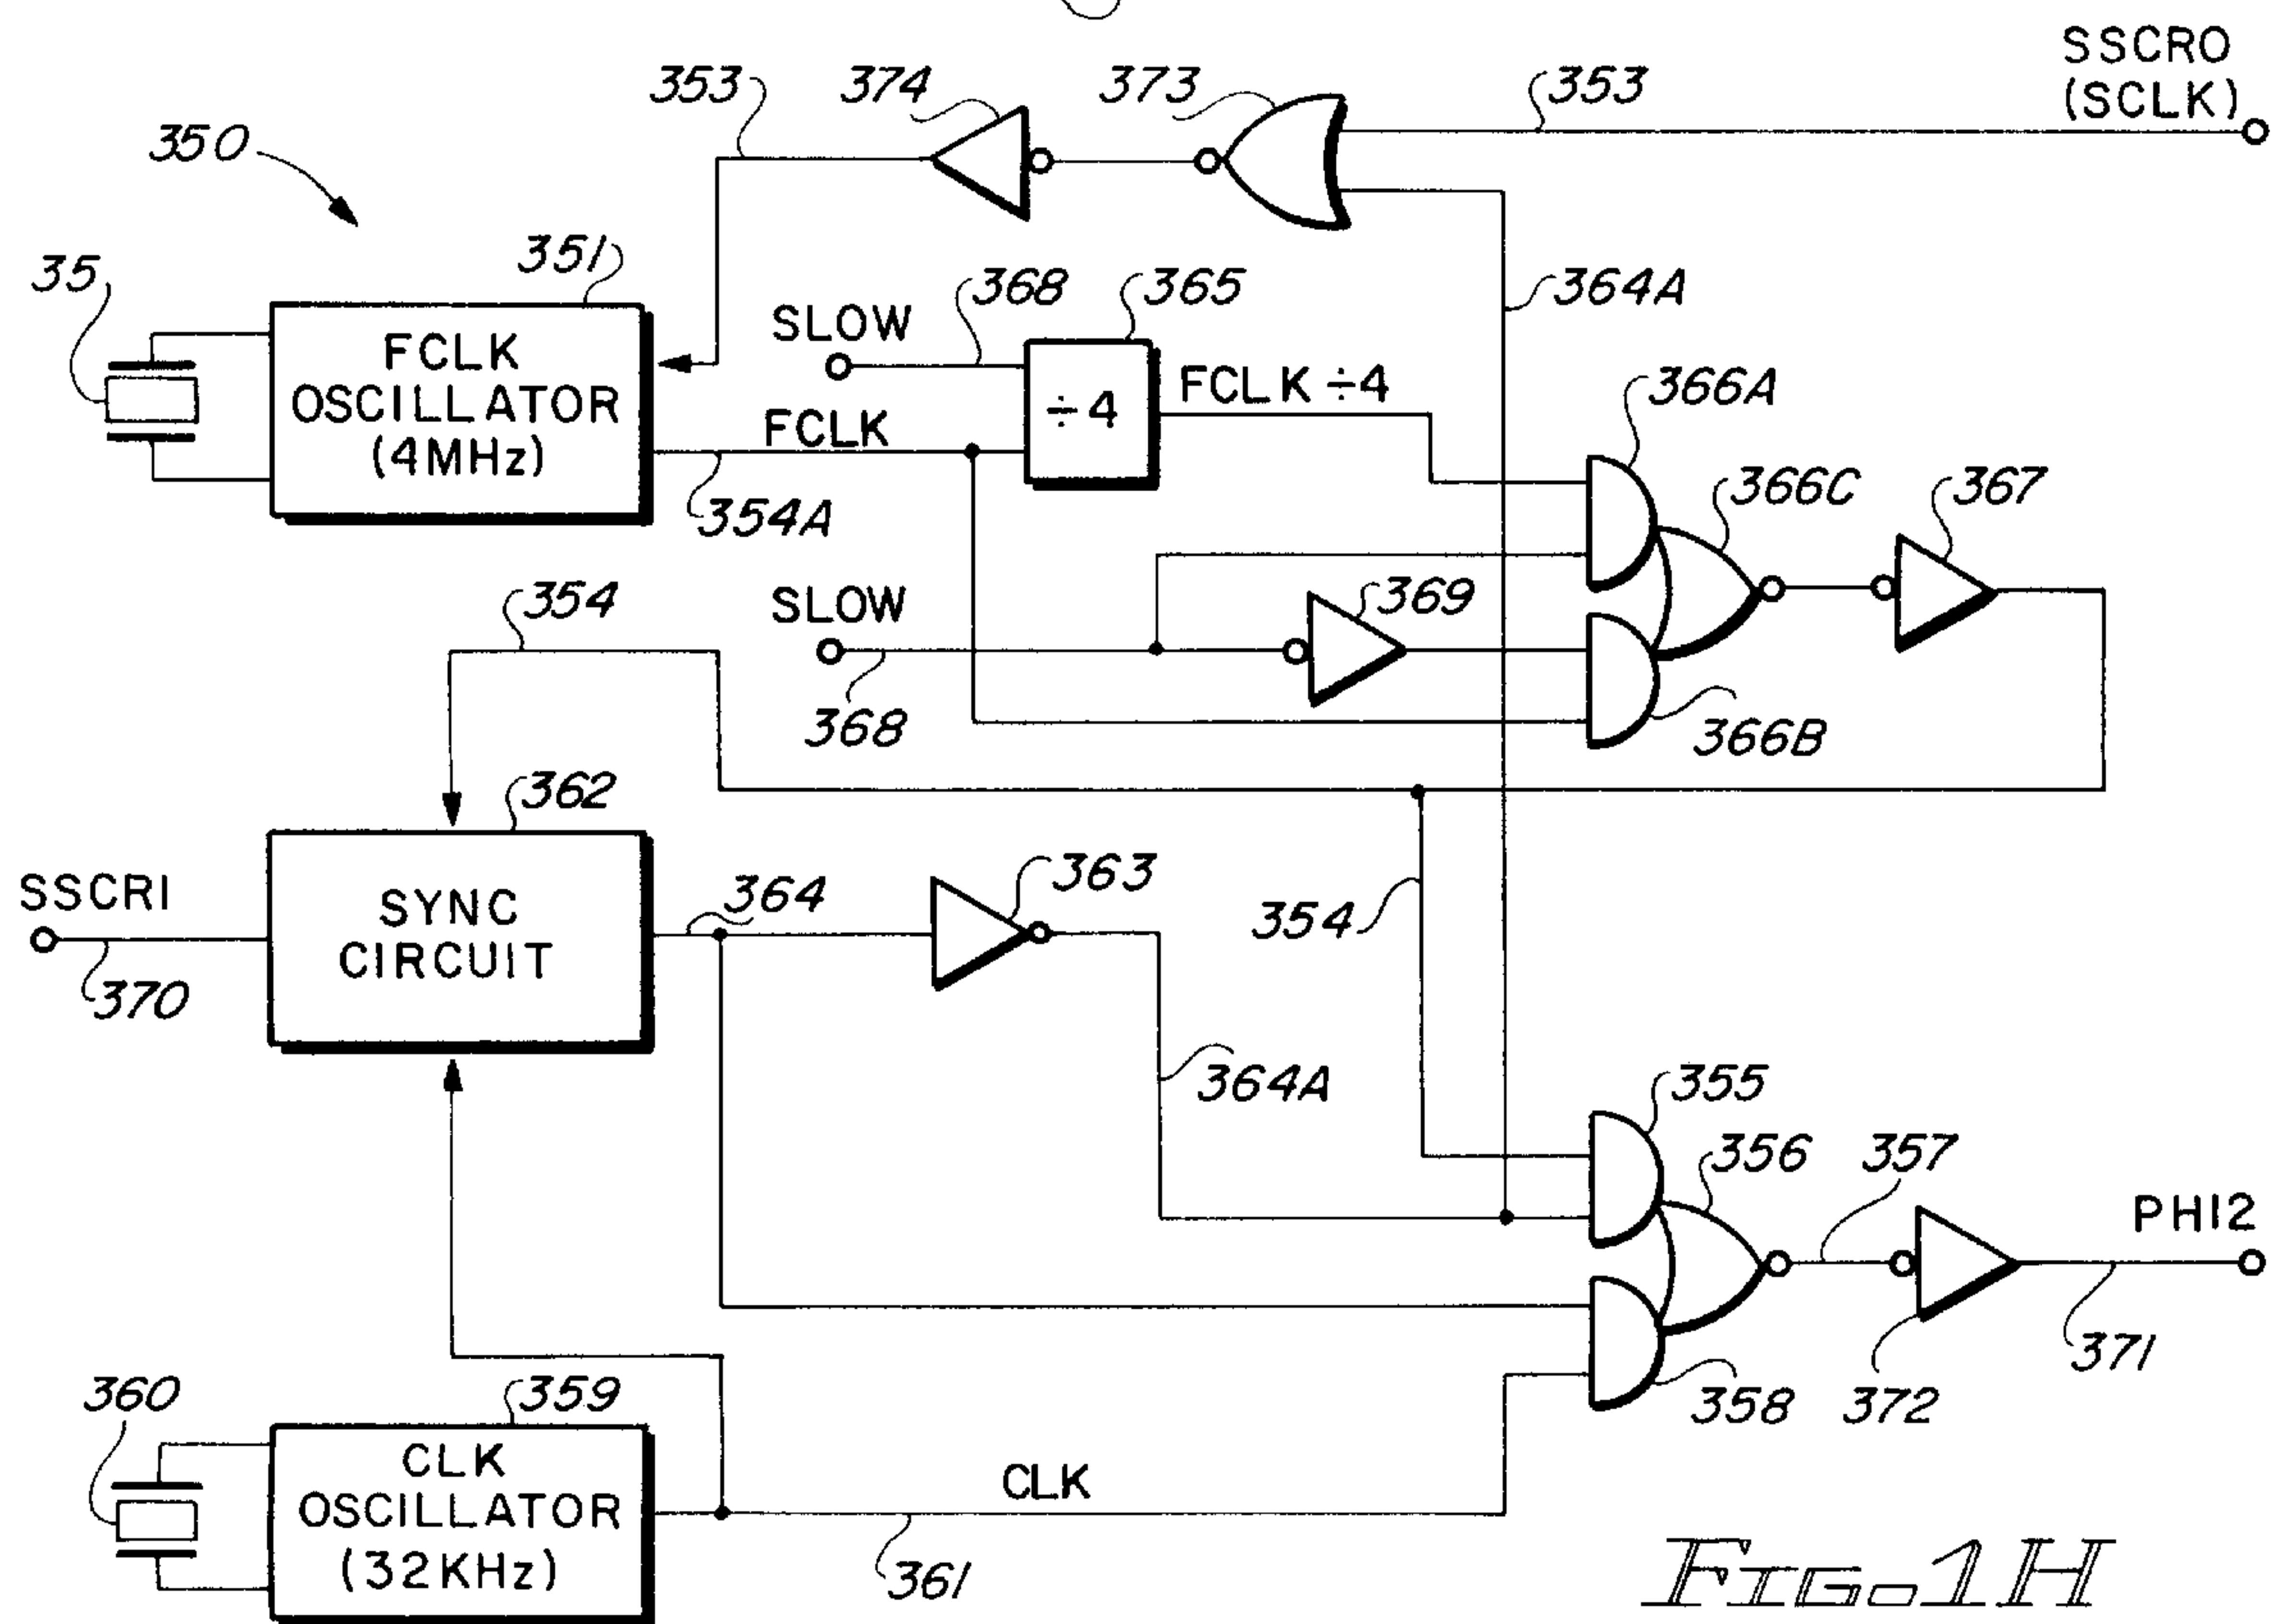 SSCRO
(SCLK)
353
374
373
353
350
351
35
368
365
364A
SLOW
FCLK
OSCILLATOR
(4MHz)
÷4
FCLK ÷4
366A
FCLK
354A
366C
367
354
SLOW
369
368
366B
362
SSCRI
SYNC
CIRCUIT
364
363
354
370
364A
355
356
357
PHI2
371
358
372
360
359
CLK
OSCILLATOR
(32KHz)
CLK
361
FIG. 1H